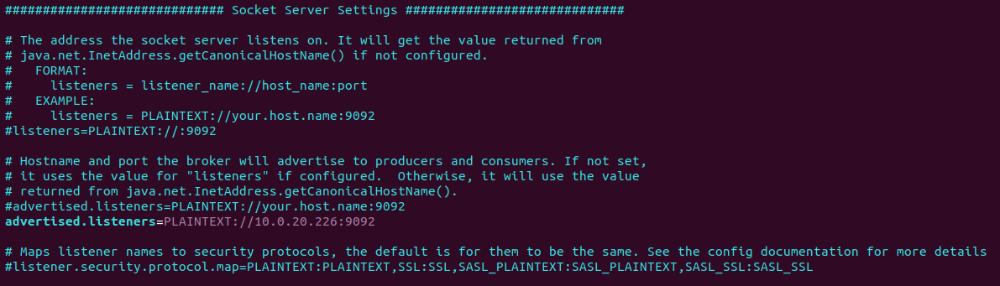 ############################# Socket Server Settings #############################
# The address the socket server listens on. It will get the value returned from
# java.net.InetAddress.getCanonicalHostName() if not configured.
#   FORMAT:
#     listeners = listener_name://host_name:port
#   EXAMPLE:
#     listeners = PLAINTEXT://your.host.name:9092
#listeners=PLAINTEXT://:9092
# Hostname and port the broker will advertise to producers and consumers. If not set,
# it uses the value for "listeners" if configured.  Otherwise, it will use the value
# returned from java.net.InetAddress.getCanonicalHostName().
#advertised.listeners=PLAINTEXT://your.host.name:9092
advertised.listeners=PLAINTEXT://10.0.20.226:9092
# Maps listener names to security protocols, the default is for them to be the same. See the config documentation for more details
#listener.security.protocol.map=PLAINTEXT:PLAINTEXT,SSL:SSL,SASL_PLAINTEXT:SASL_PLAINTEXT,SASL_SSL:SASL_SSL